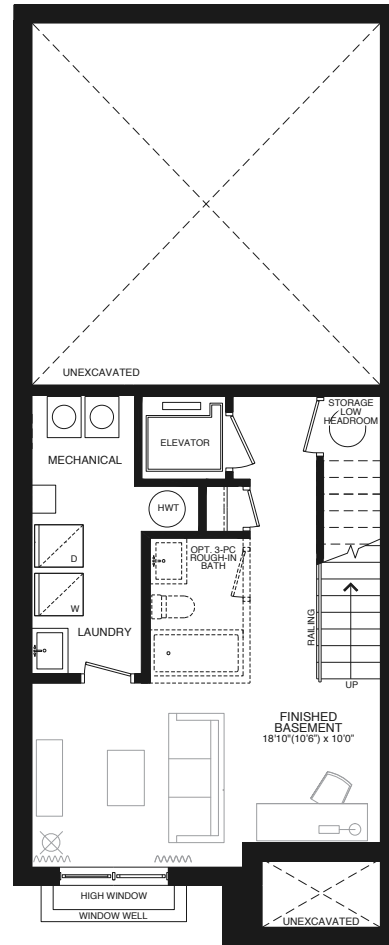 UNEXCAVATED
STORAGE
LOW
HEADROOM
ELEVATOR
MECHANICAL
HWT
OPT. 3-PC
ROUGH-IN
BATH
D
W
LAUNDRY
RAILING
UP
FINISHED
BASEMENT
18'10"(10'6") x 10'0"
HIGH WINDOW
WINDOW WELL
UNEXCAVATED